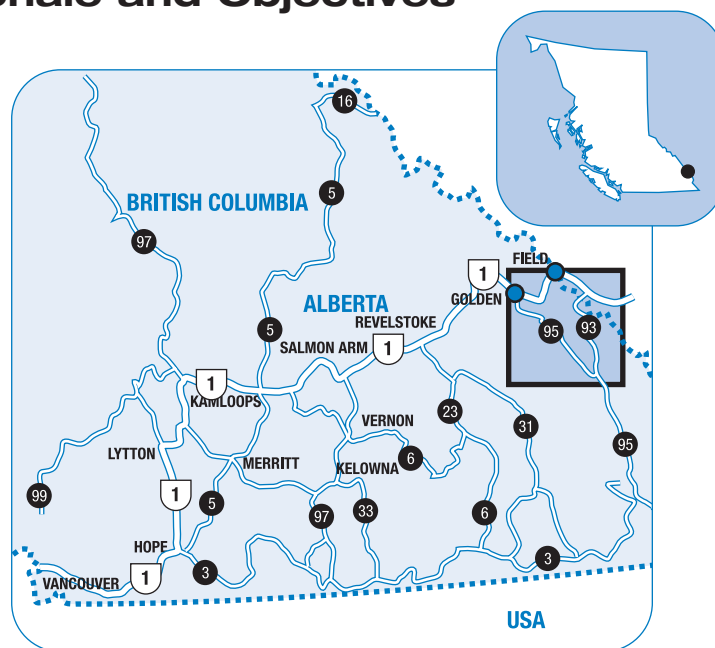 onale and Objectives
16
BRITISH COLUMBIA
5
97
FIELD
1
GOLDEN
ALBERTA
REVELSTOKE
5
95
93
SALMON ARM
1
1
KAMLOOPS
23
VERNON
31
95
LYTTON
MERRITT
KELOWNA
6
99
1
5
97
33
6
HOPE
3
3
VANCOUVER
1
USA